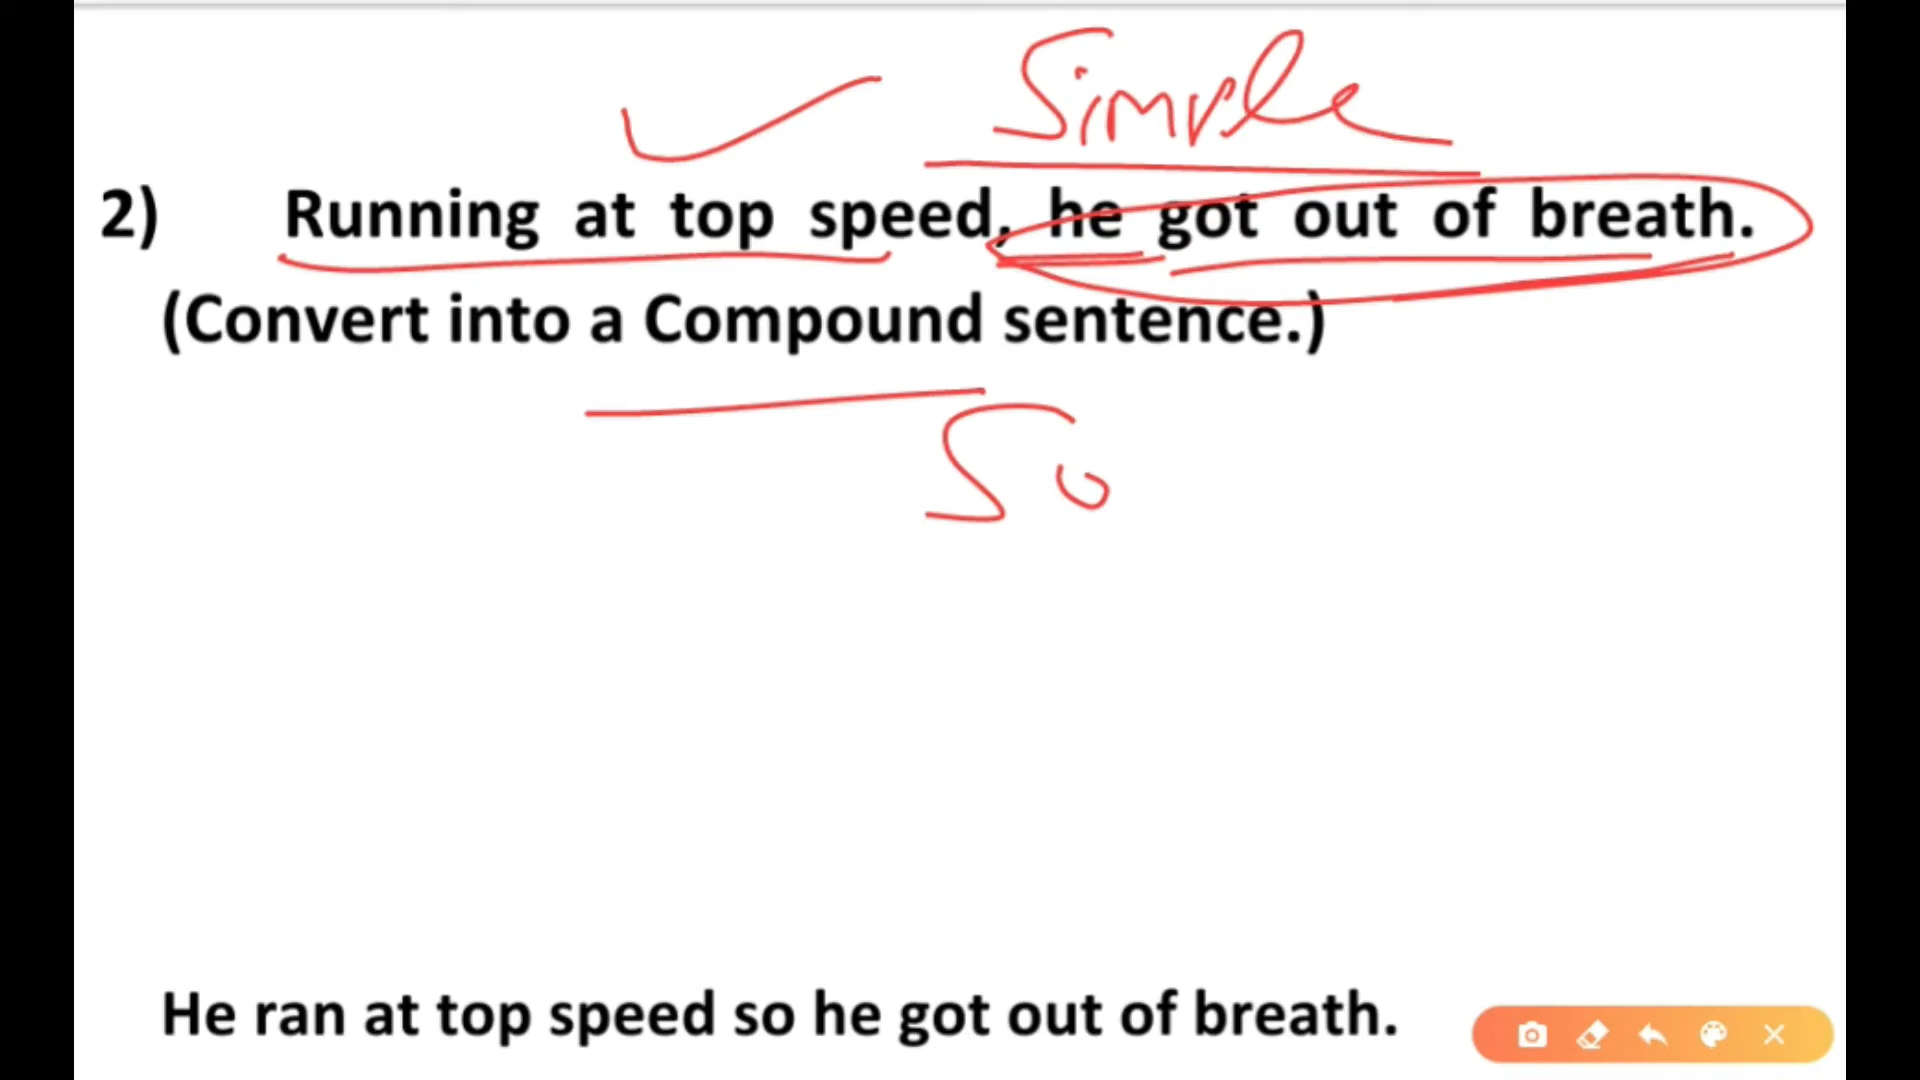 Simple
2) Running at top speed, he got out of breath.
(Convert into a Compound sentence.)
So
He ran at top speed so he got out of breath.